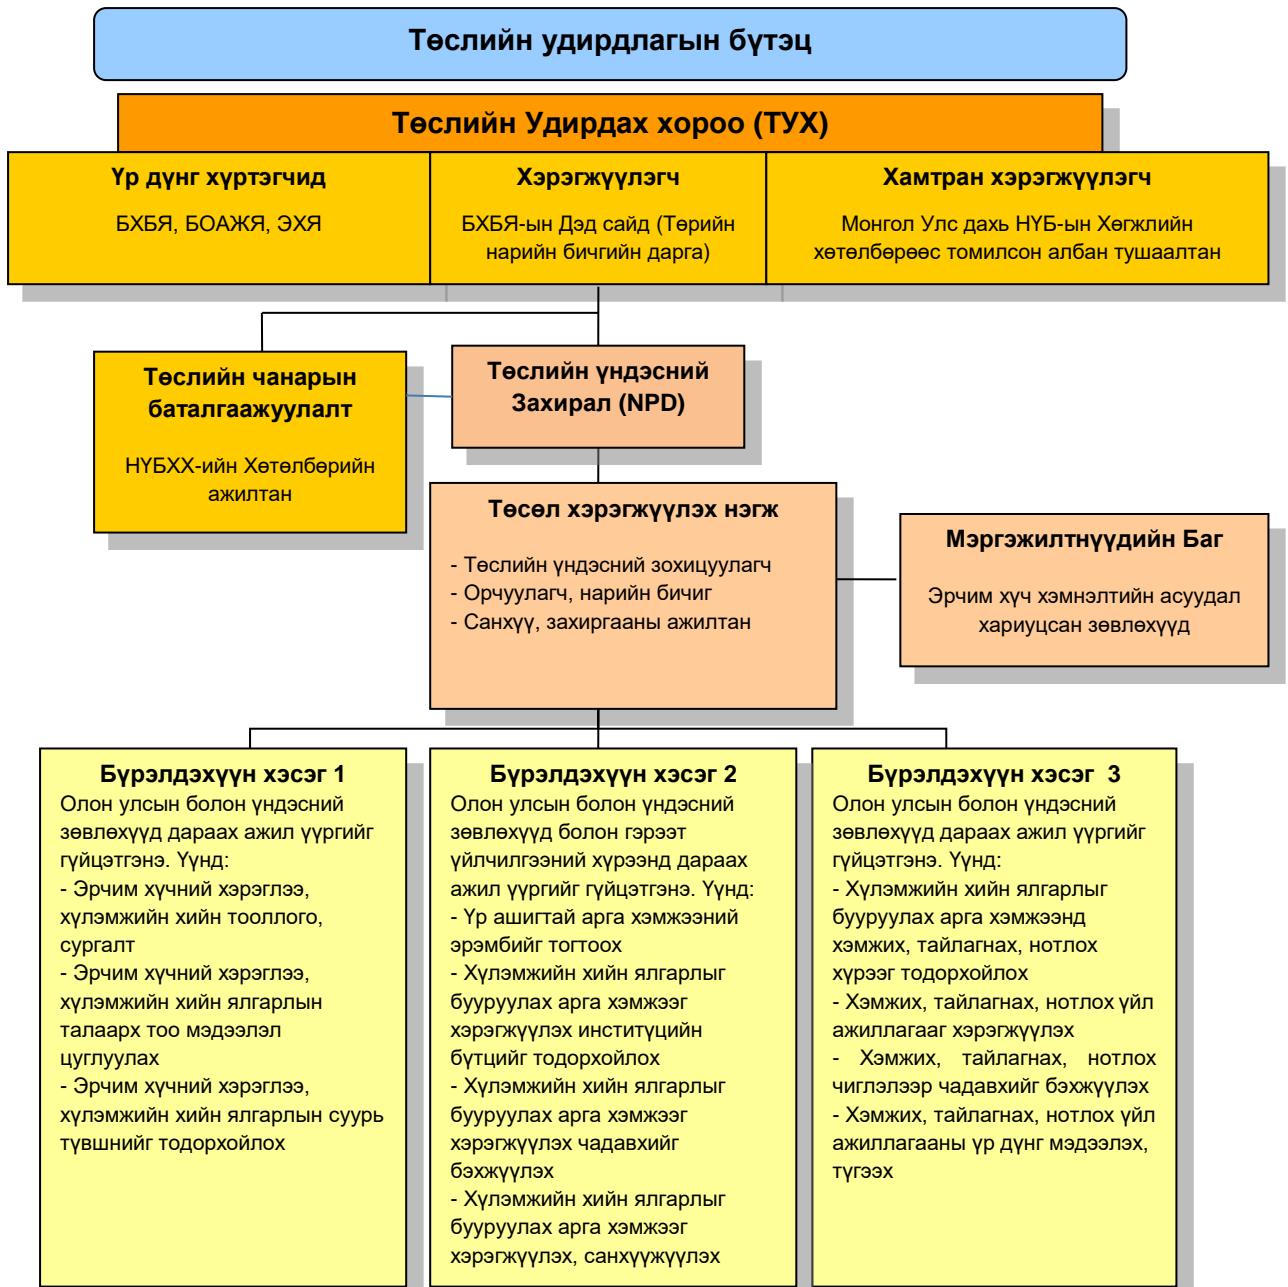 Төслийн удирдлагын бүтэц
Төслийн Удирдах хороо (ТУХ)
Үр дүнг хүртэгчид
БХБЯ, БОАЖЯ, ЭХЯ
Хэрэгжүүлэгч
БХБЯ-ын Дэд сайд (Төрийн
нарийн бичгийн дарга)
Хамтран хэрэгжүүлэгч
Монгол Улс дахь НҮБ-ын Хөгжлийн
хөтөлбөрөөс томилсон албан тушаалтан
Төслийн чанарын
баталгаажуулалт
НҮБХХ-ийн Хөтөлбөрийн
ажилтан
Төслийн үндэсний
Захирал (NPD)
Төсөл хэрэгжүүлэх нэгж
- Төслийн үндэсний зохицуулагч
- Орчуулагч, нарийн бичиг
- Санхүү, захиргааны ажилтан
Мэргэжилтнүүдийн Баг
Эрчим хүч хэмнэлтийн асуудал
хариуцсан зөвлөхүүд
Бүрэлдэхүүн хэсэг 1
Олон улсын болон үндэсний
зөвлөхүүд дараах ажил үүргийг
гүйцэтгэнэ. Үүнд:
- Эрчим хүчний хэрэглээ,
хүлэмжийн хийн тооллого,
сургалт
- Эрчим хүчний хэрэглээ,
хүлэмжийн хийн ялгарлын
талаарх тоо мэдээлэл
цуглуулах
- Эрчим хүчний хэрэглээ,
хүлэмжийн хийн ялгарлын суурь
түвшнийг тодорхойлох
Бүрэлдэхүүн хэсэг 2
Олон улсын болон үндэсний
зөвлөхүүд болон гэрээт
үйлчилгээний хүрээнд дараах
ажил үүргийг гүйцэтгэнэ. Үүнд:
- Үр ашигтай арга хэмжээний
эрэмбийг тогтоох
- Хүлэмжийн хийн ялгарлыг
бууруулах арга хэмжээг
хэрэгжүүлэх институцийн
бүтцийг тодорхойлох
- Хүлэмжийн хийн ялгарлыг
бууруулах арга хэмжээг
хэрэгжүүлэх чадавхийг
бэхжүүлэх
- Хүлэмжийн хийн ялгарлыг
бууруулах арга хэмжээг
хэрэгжүүлэх, санхүүжүүлэх
Бүрэлдэхүүн хэсэг 3
Олон улсын болон үндэсний
зөвлөхүүд дараах ажил үүргийг
гүйцэтгэнэ. Үүнд:
- Хүлэмжийн хийн ялгарлыг
бууруулах арга хэмжээнд
хэмжих, тайлагнах, нотлох
хүрээг тодорхойлох
- Хэмжих, тайлагнах, нотлох үйл
ажиллагааг хэрэгжүүлэх
- Хэмжих, тайлагнах, нотлох
чиглэлээр чадавхийг бэхжүүлэх
- Хэмжих, тайлагнах, нотлох үйл
ажиллагааны үр дүнг мэдээлэх,
түгээх